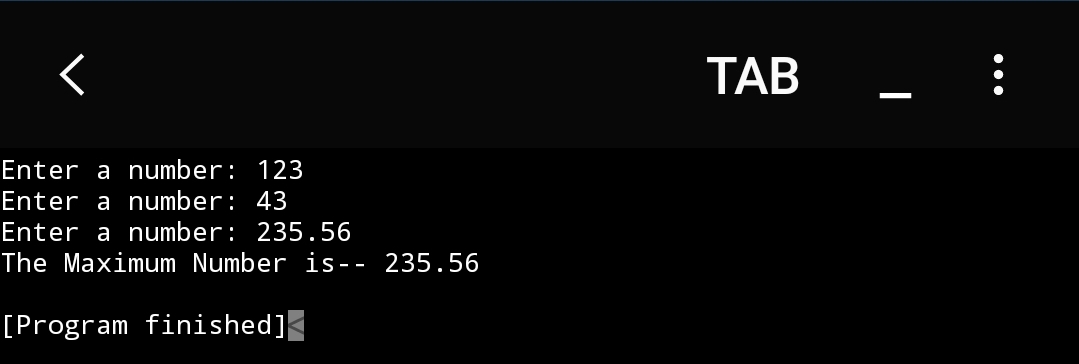 TAB _
Enter a number: 123
Enter a number: 43
Enter a number: 235.56
The Maximum Number is-- 235.56
[Program finished]<